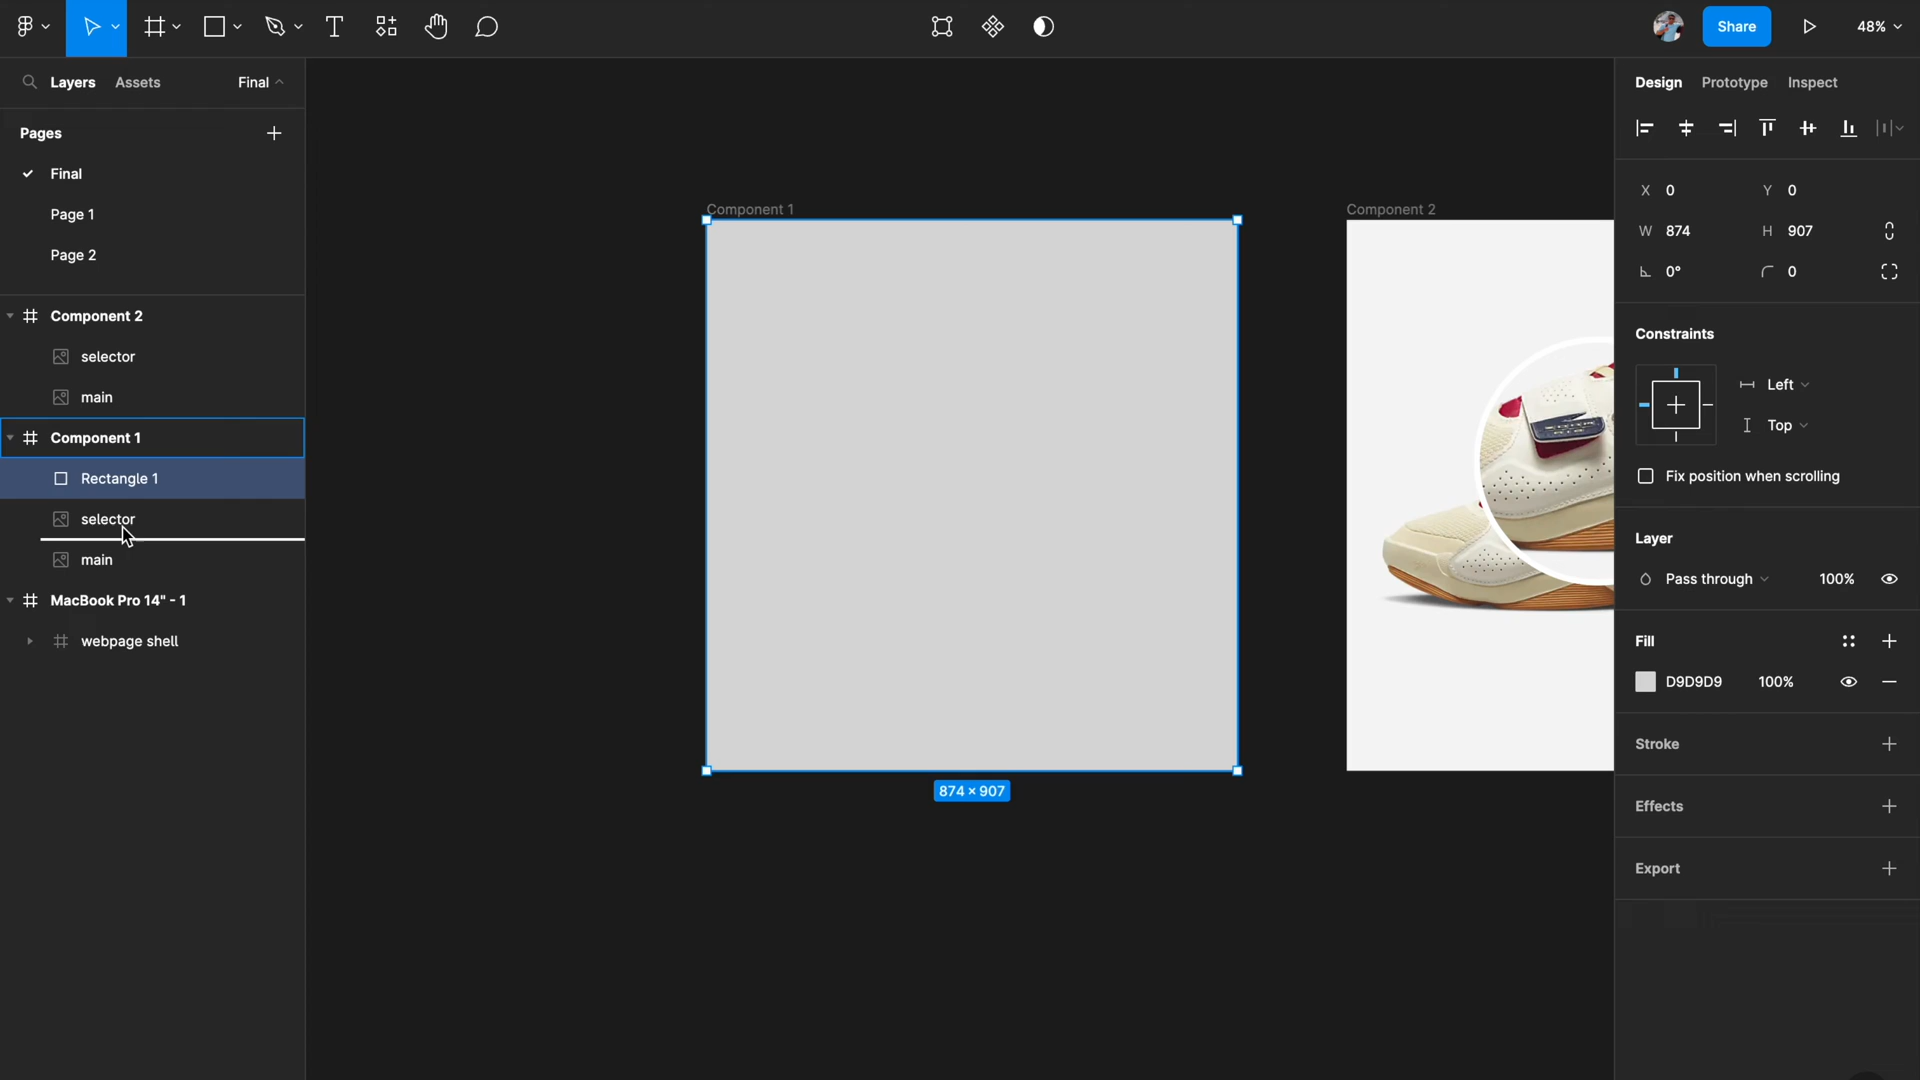 Share
48%
Layers
Assets
Final
Pages
Final
Page 1
Page 2
Component 2
selector
main
Component 1
Rectangle 1
selector
main
MacBook Pro 14" - 1
webpage shell
Component 1
Component 2
874 × 907
Design
Prototype
Inspect
X 0
Y 0
W 874
H 907
0°
0
Constraints
Left
Top
Fix position when scrolling
Layer
Pass through
100%
Fill
D9D9D9
100%
Stroke
Effects
Export